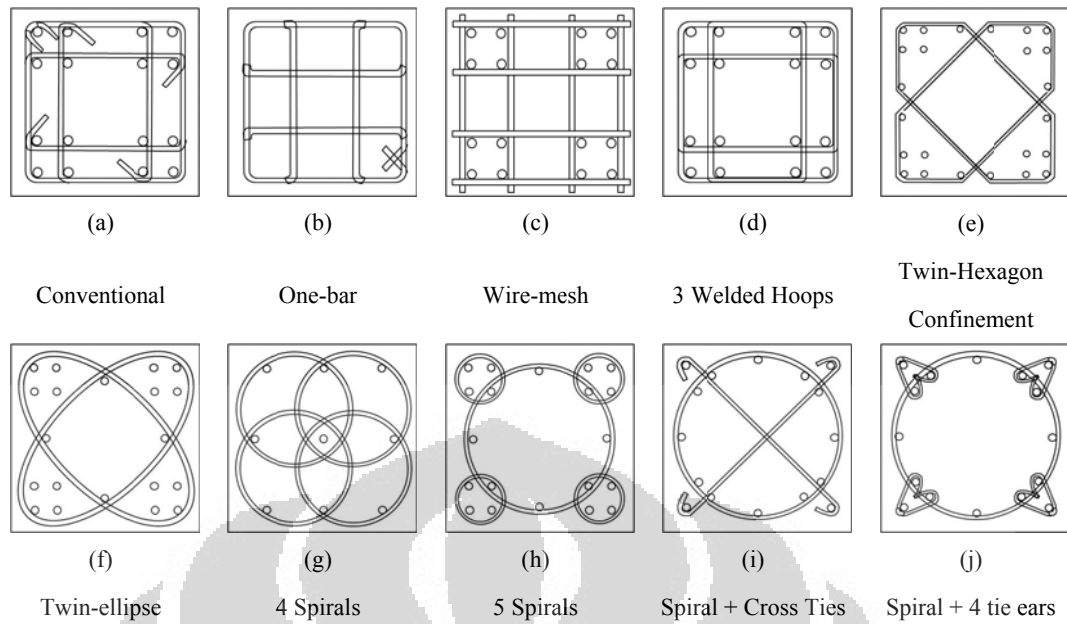 (a) (b) (c) (d) (e)
Conventional One-bar Wire-mesh 3 Welded Hoops Twin-Hexagon
Confinement
(f) (g) (h) (i) (j)
Twin-ellipse 4 Spirals 5 Spirals Spiral + Cross Ties Spiral + 4 tie ears